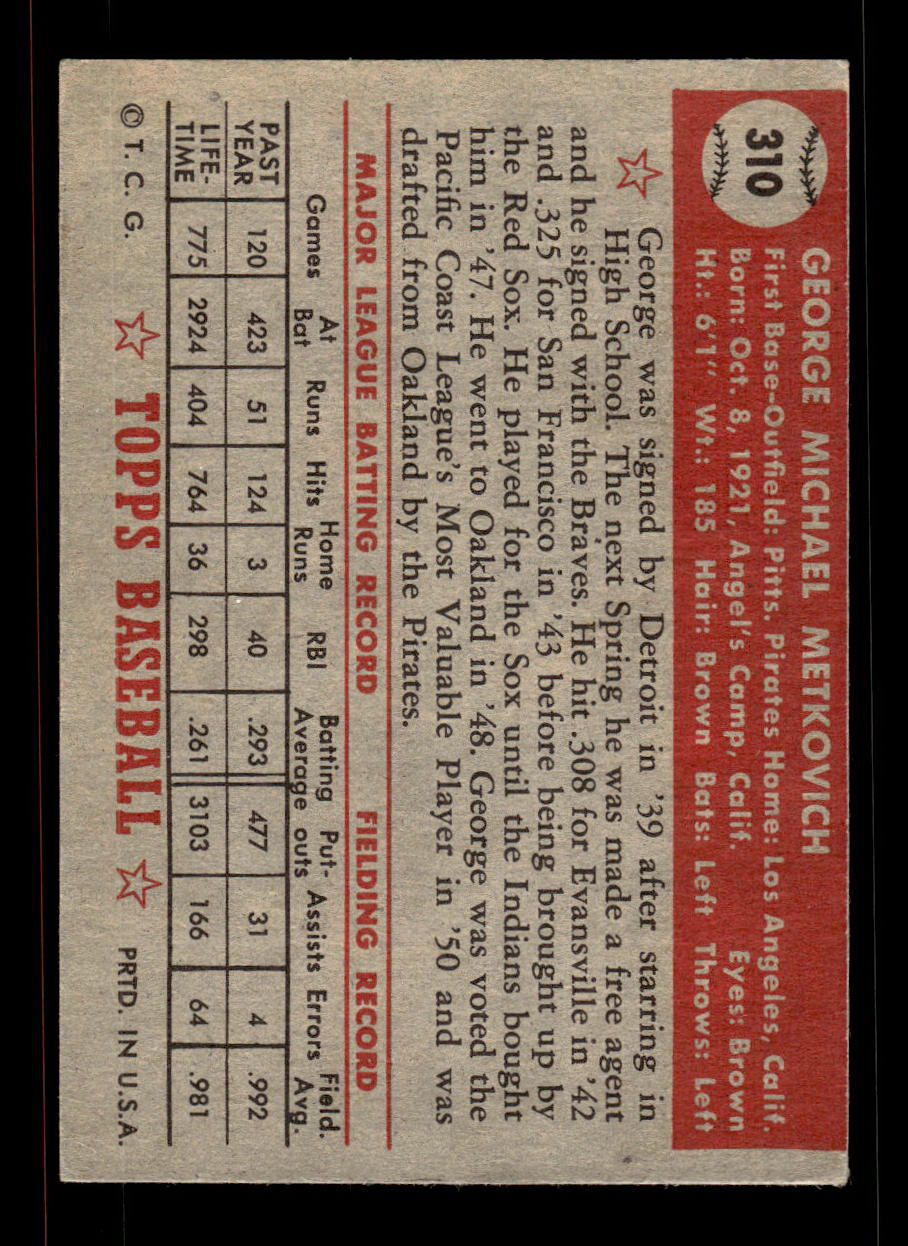 310
GEORGE MICHAEL METKOVICH
First Base-Outfield: Pitts. Pirates Home: Los Angeles, Calif.
Born: Oct. 8, 1921, Angel's Camp, Calif. Eyes: Brown
Ht.: 6'1" Wt.: 185 Hair: Brown Bats: Left Throws: Left
George was signed by Detroit in '39 after starring in
High School. The next Spring he was made a free agent
and he signed with the Braves. He hit .308 for Evansville in '42
and .325 for San Francisco in '43 before being brought up by
the Red Sox. He played for the Sox until the Indians bought
him in '47. He went to Oakland in '48. George was voted the
Pacific Coast League's Most Valuable Player in '50 and was
drafted from Oakland by the Pirates.
MAJOR LEAGUE BATTING RECORD FIELDING RECORD
Games At Bat Runs Hits Home Runs RBI Batting Average Put-outs Assists Errors Field. Avg.
PAST YEAR 120 423 51 124 3 40 .293 477 31 4 .992
LIFE-TIME 775 2924 404 764 36 298 .261 3103 166 64 .981
© T. C. G. TOPPS BASEBALL PRTD. IN U.S.A.